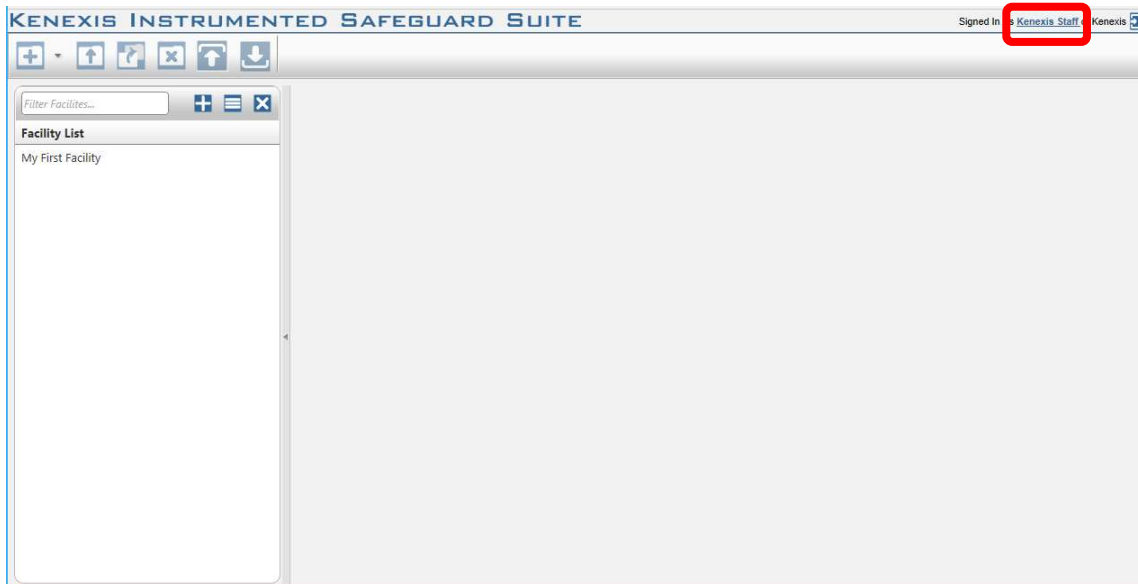 KENEXIS INSTRUMENTED SAFEGUARD SUITE
Signed In s Kenexis Staff Kenexis
Filter Facilites...
Facility List
My First Facility